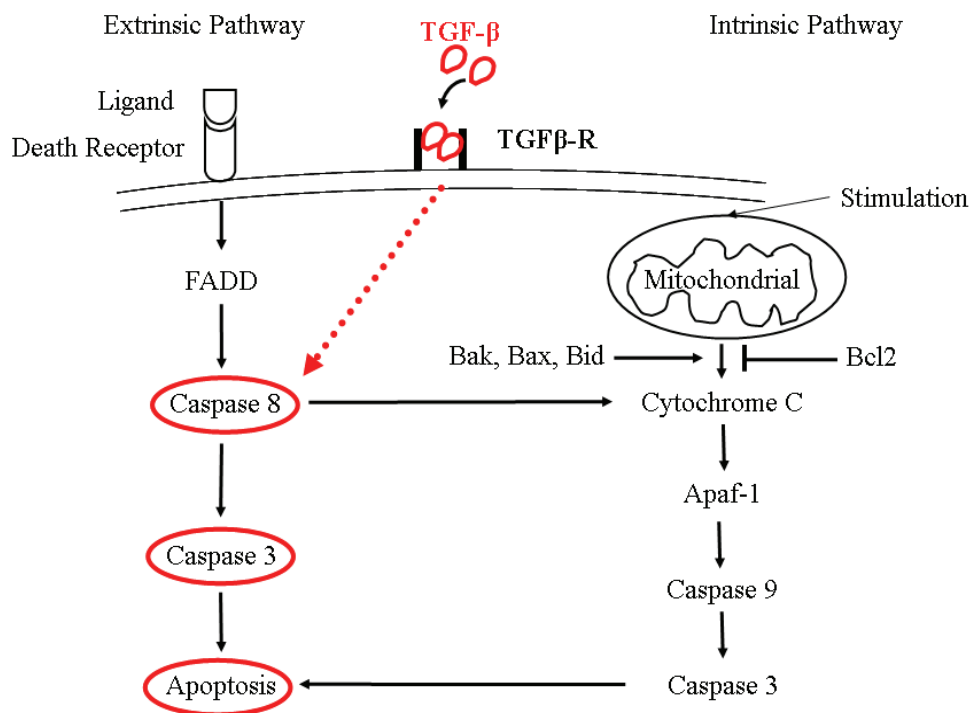 Extrinsic Pathway
TGF-β
Intrinsic Pathway
Ligand
Death Receptor
TGFβ-R
Stimulation
FADD
Mitochondrial
Bak, Bax, Bid
Bcl2
Caspase 8
Cytochrome C
Apaf-1
Caspase 3
Caspase 9
Apoptosis
Caspase 3